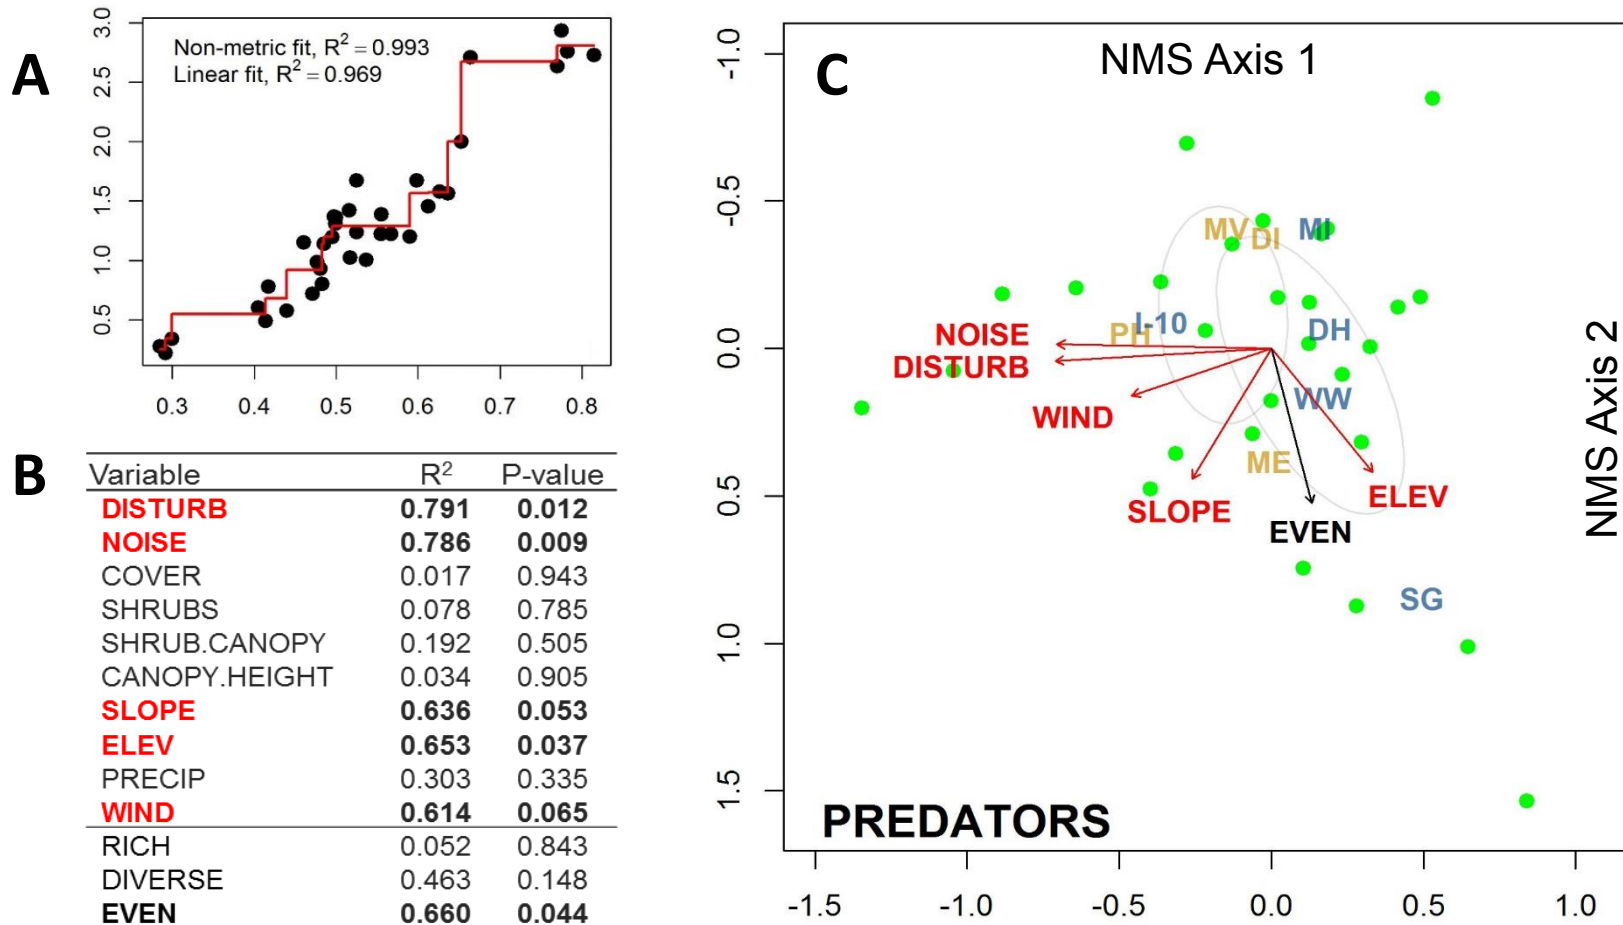 A
Non-metric fit, R² = 0.993
Linear fit, R² = 0.969
3.0
2.5
2.0
1.5
1.0
0.5
0.3 0.4 0.5 0.6 0.7 0.8
B
Variable R² P-value
DISTURB 0.791 0.012
NOISE 0.786 0.009
COVER 0.017 0.943
SHRUBS 0.078 0.785
SHRUB.CANOPY 0.192 0.505
CANOPY.HEIGHT 0.034 0.905
SLOPE 0.636 0.053
ELEV 0.653 0.037
PRECIP 0.303 0.335
WIND 0.614 0.065
RICH 0.052 0.843
DIVERSE 0.463 0.148
EVEN 0.660 0.044
C
NMS Axis 1
-1.0
-0.5
0.0
0.5
1.0
1.5
MV DI MI
I-10
PH
DH
NOISE
DISTURB
WW
WIND
ME
SLOPE
ELEV
EVEN
SG
PREDATORS
-1.5 -1.0 -0.5 0.0 0.5 1.0
NMS Axis 2